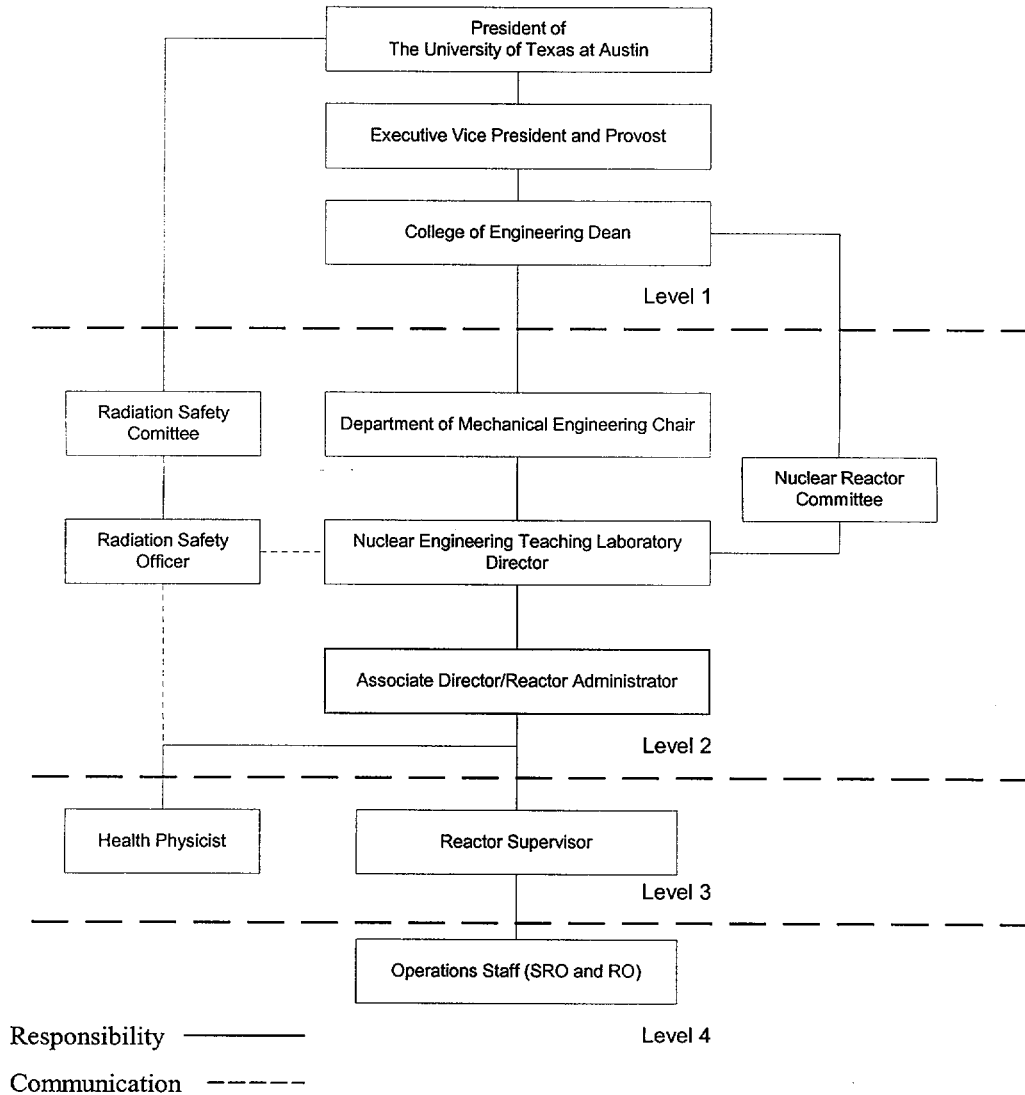 President of
The University of Texas at Austin
Executive Vice President and Provost
College of Engineering Dean
Level 1
Radiation Safety
Comittee
Department of Mechanical Engineering Chair
Nuclear Reactor
Committee
Radiation Safety
Officer
Nuclear Engineering Teaching Laboratory
Director
Associate Director/Reactor Administrator
Level 2
Health Physicist
Reactor Supervisor
Level 3
Operations Staff (SRO and RO)
Responsibility
Level 4
Communication